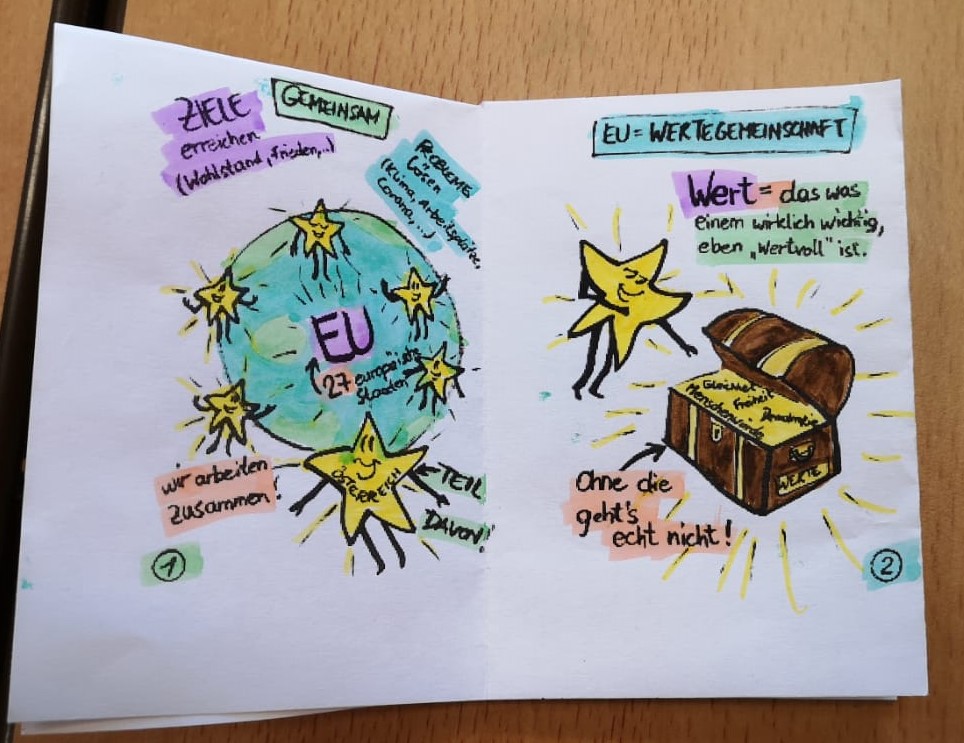 GEMEINSAM
ZIELE
erreichen
(Wohlstand, Frieden,...)
PROBLEME
lösen
(Klima, Arbeitsplätze,
Corona,...)
EU
27 europäische
Staaten
ÖSTERREICH
TEIL
DAVON!
wir arbeiten
zusammen!
1
EU = WERTEGEMEINSCHAFT
Wert = das was
einem wirklich wichtig,
eben „Wertvoll" ist.
Gleichheit
Freiheit
Menschenwürde
Demokratie
WERTE
Ohne die
geht's
echt nicht!
2